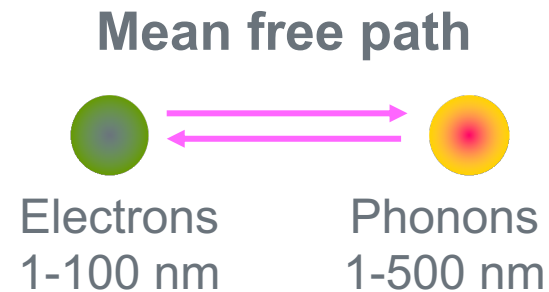 Mean free path
Electrons
1-100 nm
Phonons
1-500 nm